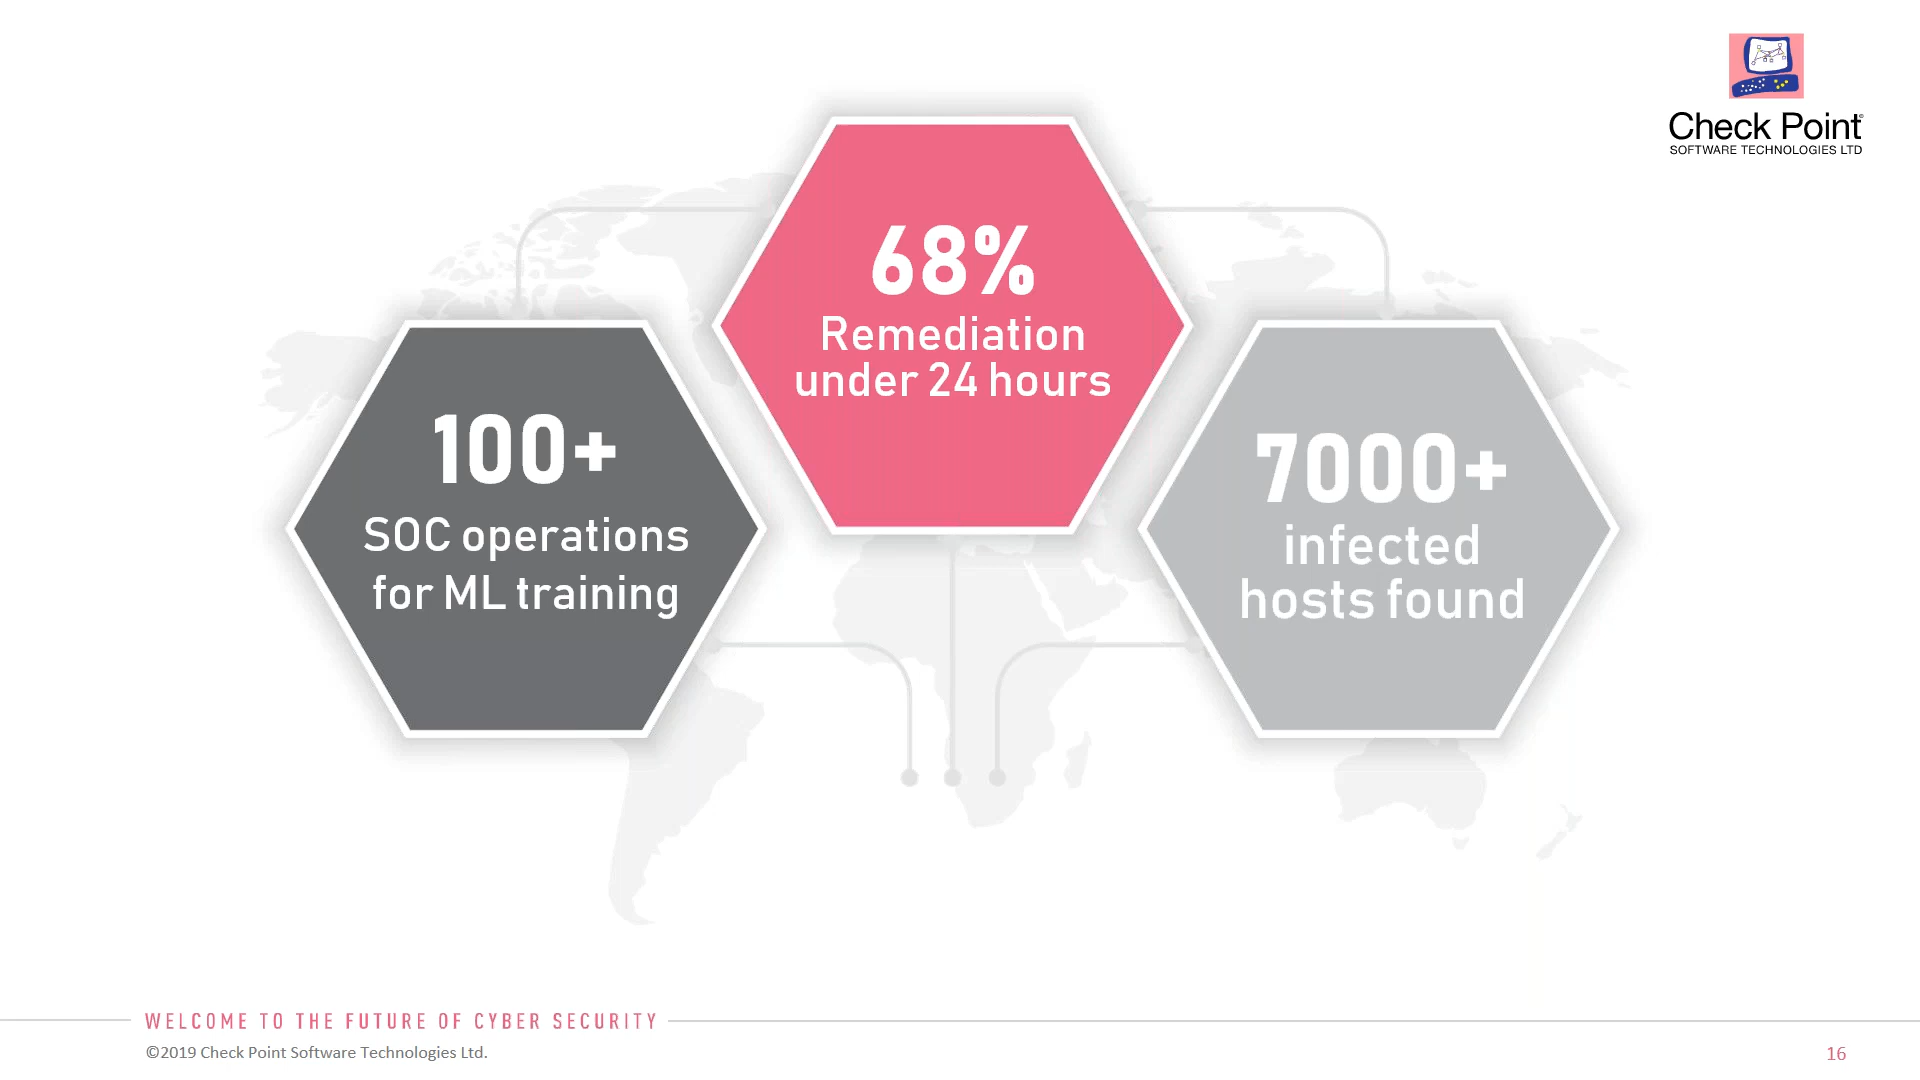 Check Point
SOFTWARE TECHNOLOGIES LTD
68%
Remediation
under 24 hours
100+
SOC operations
for ML training
7000+
infected
hosts found
WELCOME TO THE FUTURE OF CYBER SECURITY
©2019 Check Point Software Technologies Ltd.
16